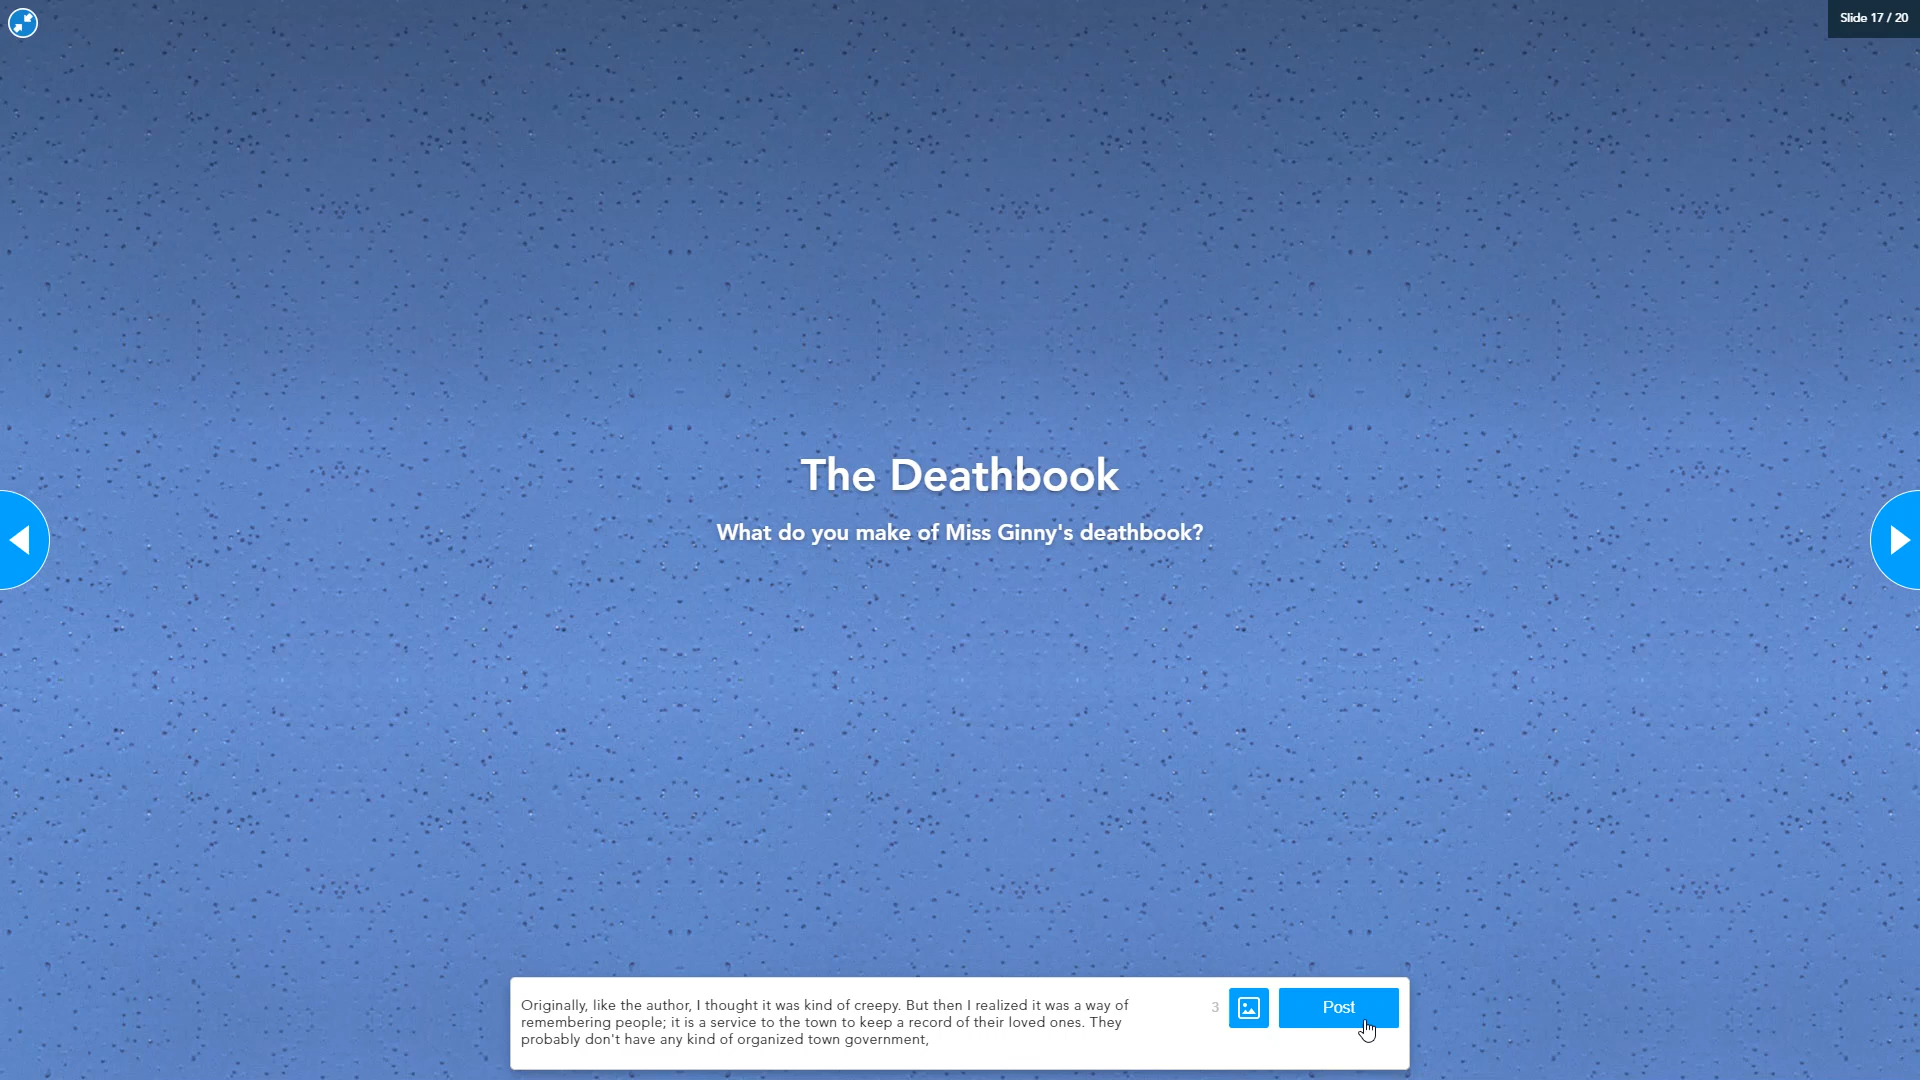 Slide 17 / 20
The Deathbook
What do you make of Miss Ginny's deathbook?
Originally, like the author, I thought it was kind of creepy. But then I realized it was a way of
remembering people; it is a service to the town to keep a record of their loved ones. They
probably don't have any kind of organized town government,
3
Post